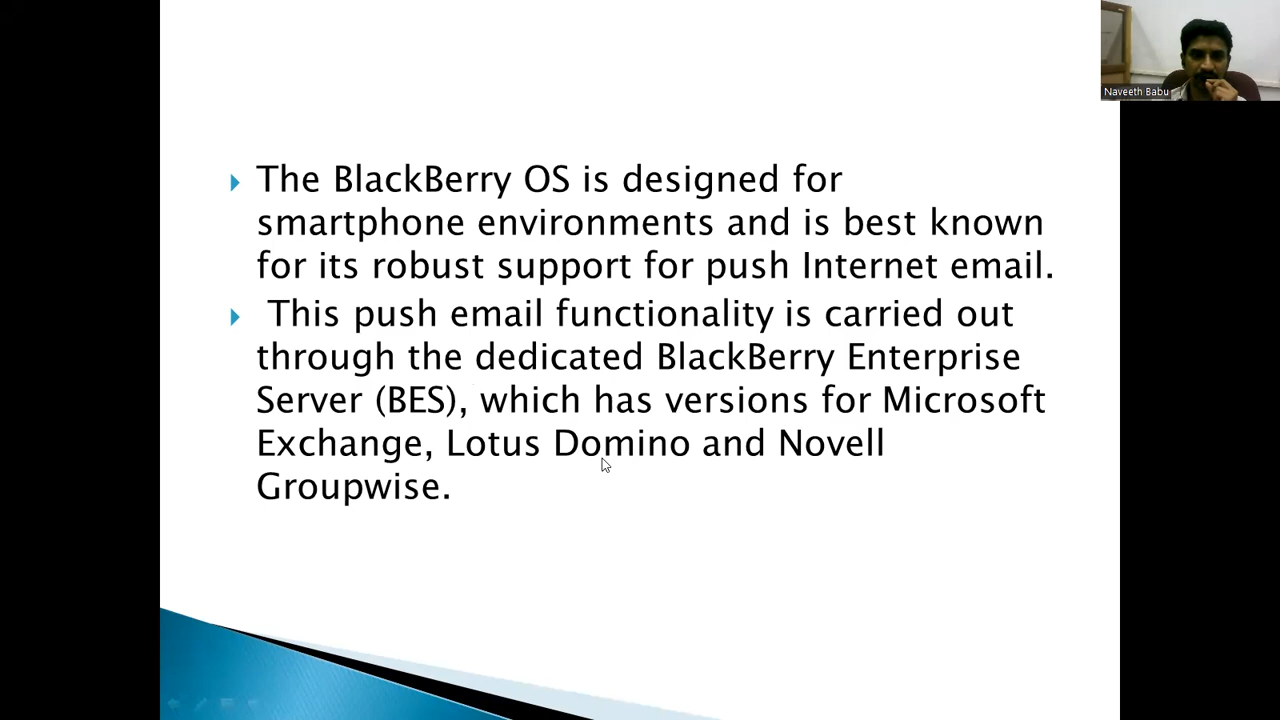 Naveeth Babu
The BlackBerry OS is designed for
smartphone environments and is best known
for its robust support for push Internet email.
This push email functionality is carried out
through the dedicated BlackBerry Enterprise
Server (BES), which has versions for Microsoft
Exchange, Lotus Domino and Novell
Groupwise.